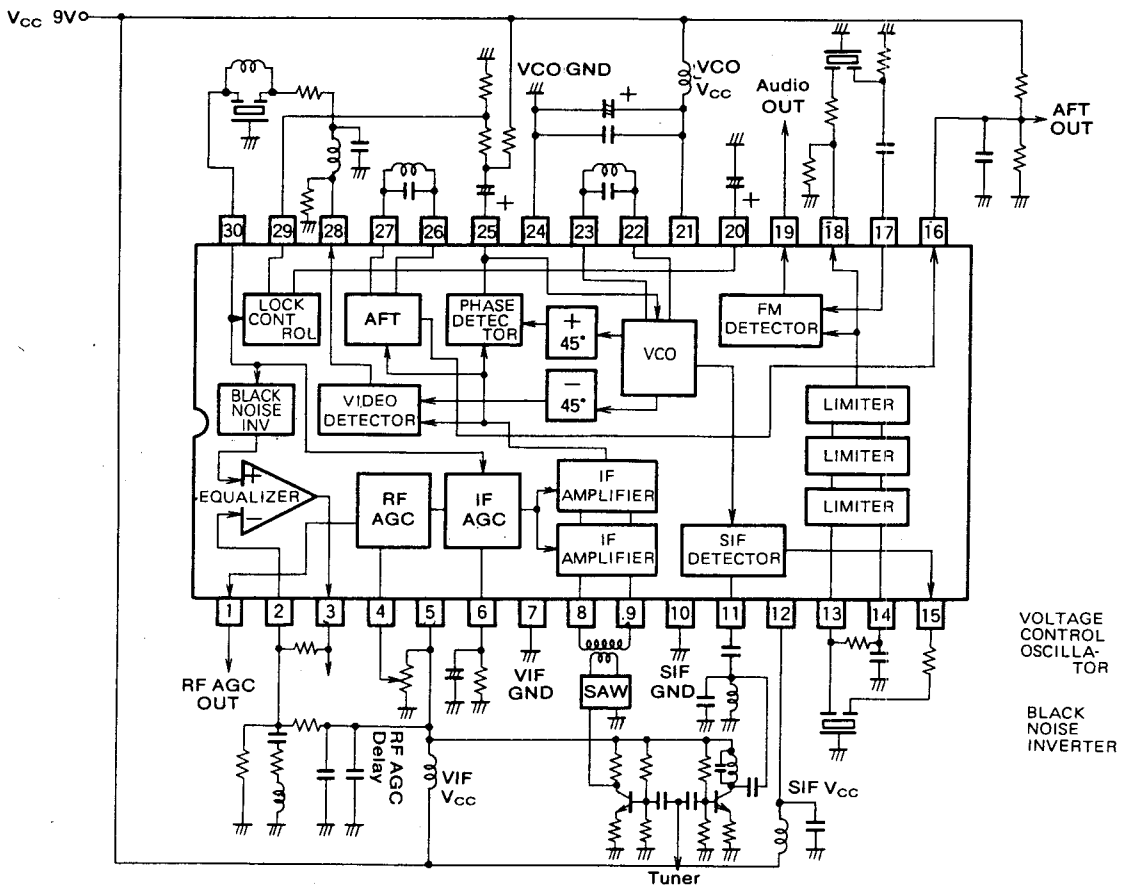 VCC 9V
VCO GND
VCO
VCC
Audio
OUT
AFT
OUT
+
+
+
30
29
28
27
26
25
24
23
22
21
20
19
18
17
16
LOCK
CONT
ROL
AFT
PHASE
DETEC
TOR
+
45°
VCO
FM
DETECTOR
BLACK
NOISE
INV
VIDEO
DETECTOR
−
45°
LIMITER
LIMITER
LIMITER
+
EQUALIZER
−
RF
AGC
IF
AGC
IF
AMPLIFIER
IF
AMPLIFIER
SIF
DETECTOR
1
2
3
4
5
6
7
8
9
10
11
12
13
14
15
RF AGC
OUT
VIF
GND
SAW
SIF
GND
RF AGC
Delay
VIF
VCC
SIF VCC
Tuner
VOLTAGE
CONTROL
OSCILLA-
TOR
BLACK
NOISE
INVERTER